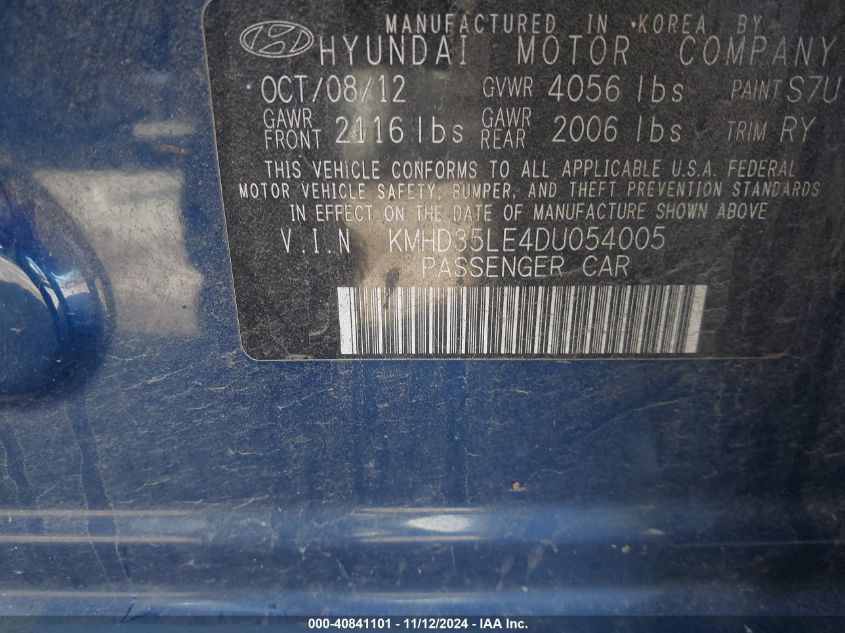 MANUFACTURED IN KOREA BY
HYUNDAI MOTOR COMPANY
OCT/08/12 GVWR 4056 lbs PAINT S7U
GAWR FRONT 2116 lbs GAWR REAR 2006 lbs TRIM RY
THIS VEHICLE CONFORMS TO ALL APPLICABLE U.S.A. FEDERAL
MOTOR VEHICLE SAFETY, BUMPER, AND THEFT PREVENTION STANDARDS
IN EFFECT ON THE DATE OF MANUFACTURE SHOWN ABOVE
V.I.N KMHD35LE4DU054005
PASSENGER CAR
000-40841101 - 11/12/2024 - IAA Inc.